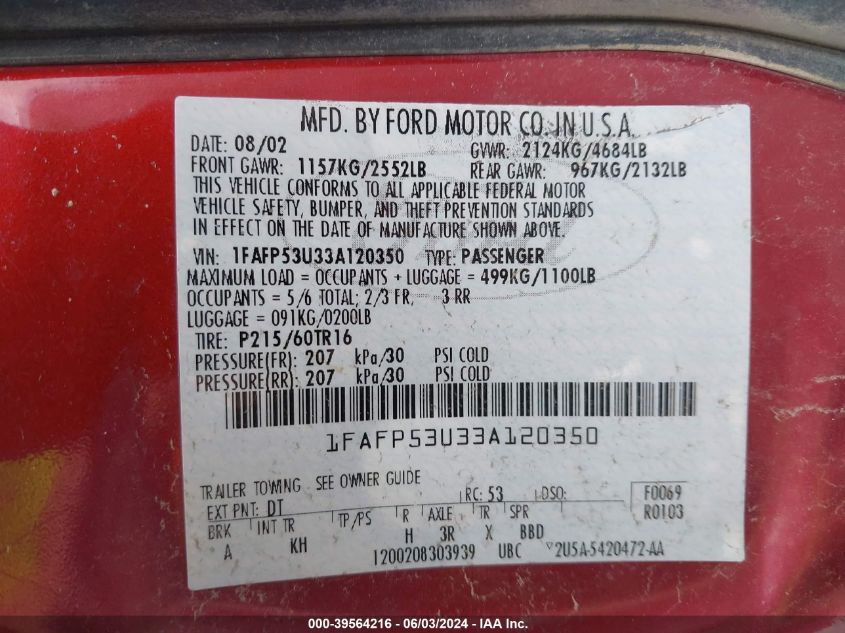 MFD. BY FORD MOTOR CO. IN U.S.A.
DATE: 08/02 GVWR: 2124KG/4684LB
FRONT GAWR: 1157KG/2552LB REAR GAWR: 967KG/2132LB
THIS VEHICLE CONFORMS TO ALL APPLICABLE FEDERAL MOTOR
VEHICLE SAFETY, BUMPER, AND THEFT PREVENTION STANDARDS
IN EFFECT ON THE DATE OF MANUFACTURE SHOWN ABOVE.
VIN: 1FAFP53U33A120350 TYPE: PASSENGER
MAXIMUM LOAD = OCCUPANTS + LUGGAGE = 499KG/1100LB
OCCUPANTS = 5/6 TOTAL; 2/3 FR, 3 RR
LUGGAGE = 091KG/0200LB
TIRE: P215/60TR16
PRESSURE(FR): 207 kPa/30 PSI COLD
PRESSURE(RR): 207 kPa/30 PSI COLD
1FAFP53U33A120350
TRAILER TOWING - SEE OWNER GUIDE
EXT PNT: DT RC: 53 DSO: F0069
BRK INT TR TP/PS R AXLE TR SPR R0103
A KH H 3R X BBD
1200208303939 UBC 2U5A-5420472-AA
000-39564216 - 06/03/2024 - IAA Inc.